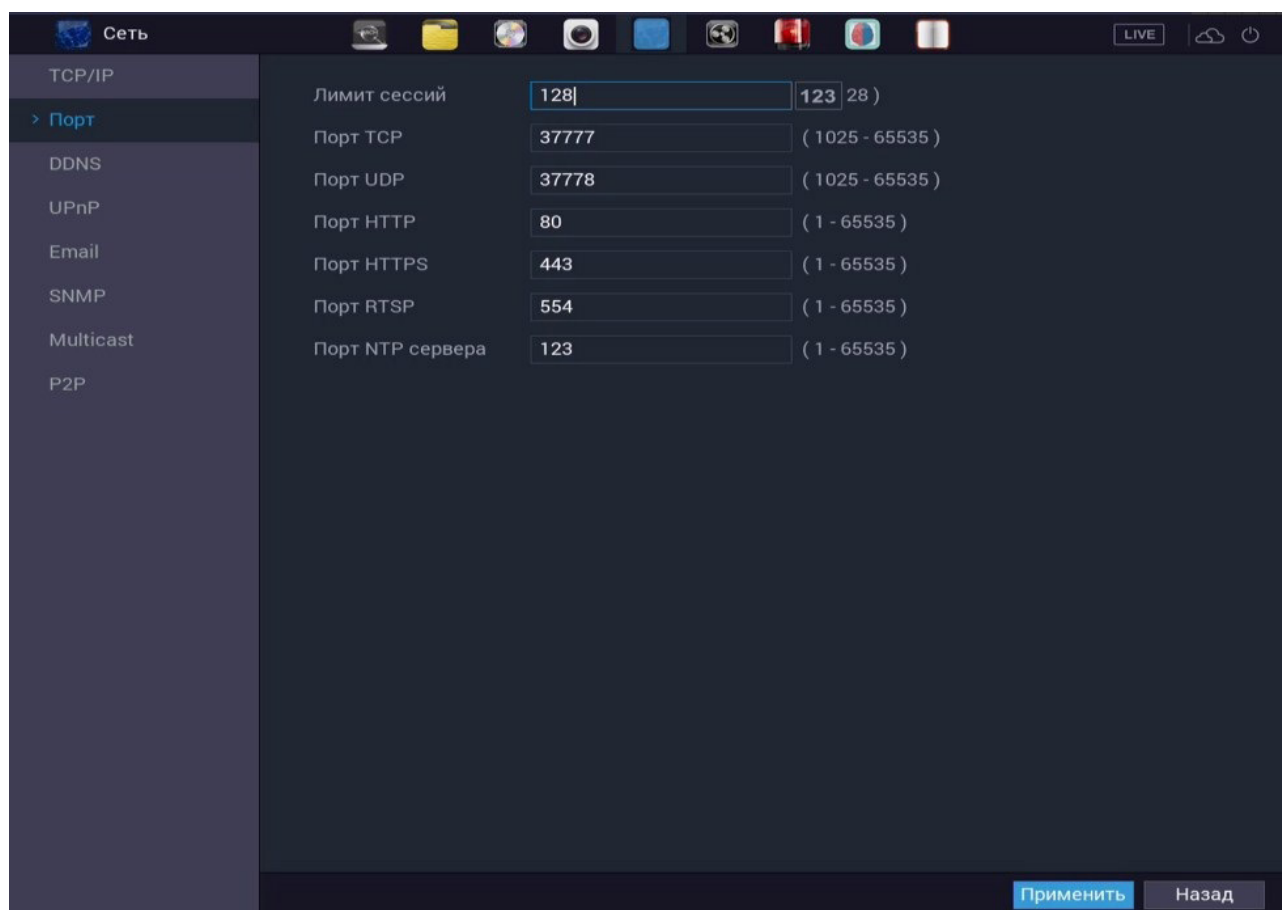 Сеть
LIVE
TCP/IP
> Порт
DDNS
UPnP
Email
SNMP
Multicast
P2P
Лимит сессий 128 123 28 )
Порт TCP 37777 ( 1025 - 65535 )
Порт UDP 37778 ( 1025 - 65535 )
Порт HTTP 80 ( 1 - 65535 )
Порт HTTPS 443 ( 1 - 65535 )
Порт RTSP 554 ( 1 - 65535 )
Порт NTP сервера 123 ( 1 - 65535 )
Применить Назад